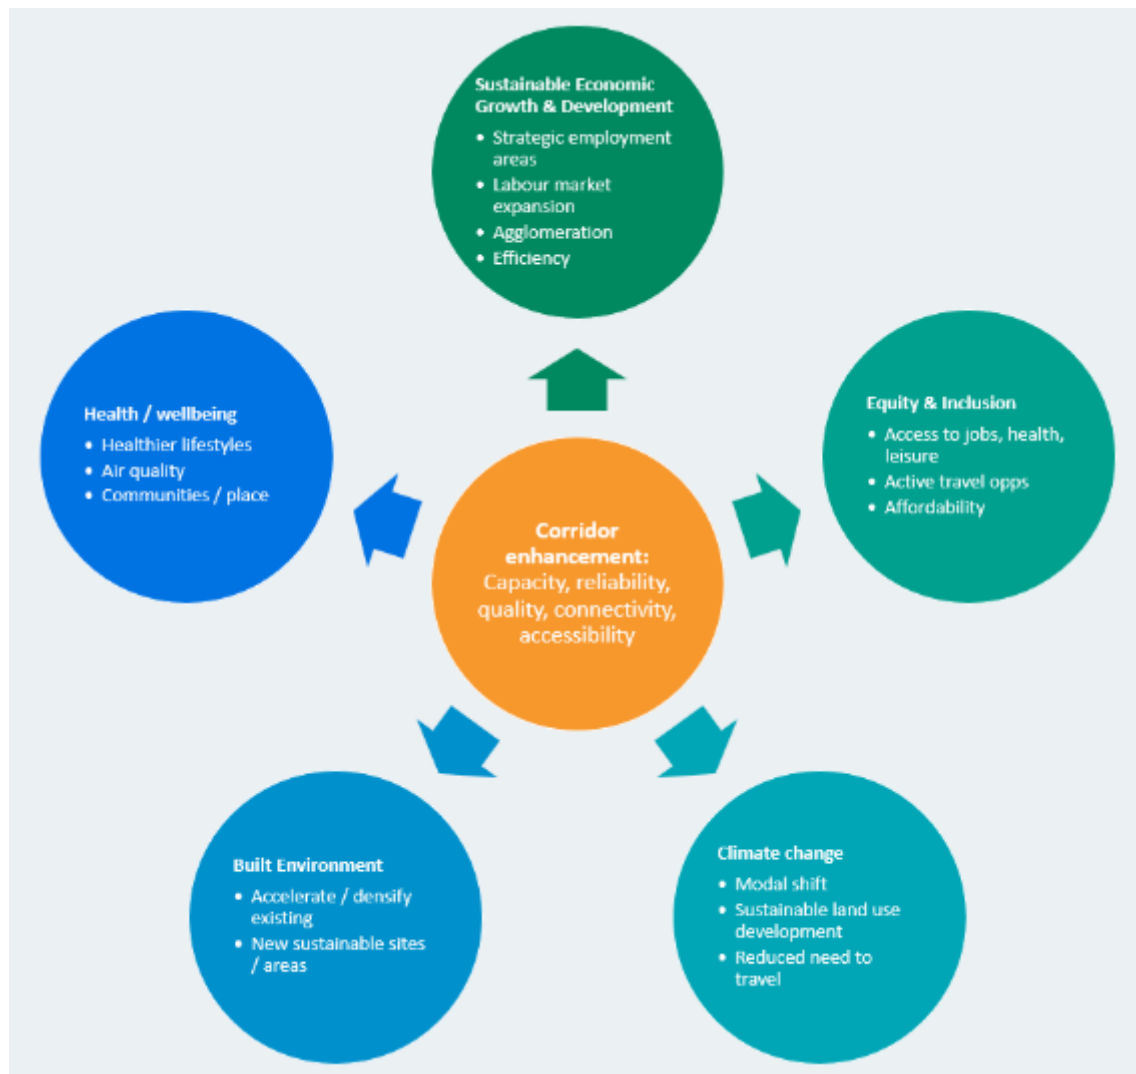 Sustainable Economic
Growth & Development
• Strategic employment
areas
• Labour market
expansion
• Agglomeration
• Efficiency
Health / wellbeing
• Healthier lifestyles
• Air quality
• Communities / place
Equity & Inclusion
• Access to jobs, health,
leisure
• Active travel opps
• Affordability
Corridor
enhancement:
Capacity, reliability,
quality, connectivity,
accessibility
Built Environment
• Accelerate / densify
existing
• New sustainable sites
/ areas
Climate change
• Modal shift
• Sustainable land use
development
• Reduced need to
travel